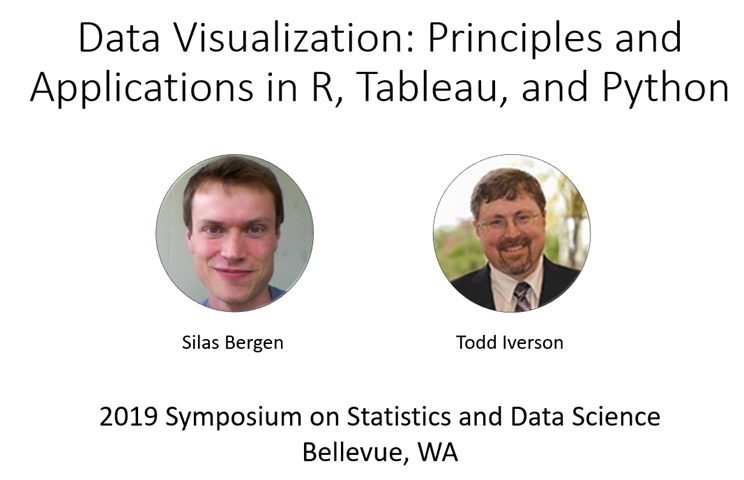 Data Visualization: Principles and
Applications in R, Tableau, and Python
Silas Bergen
Todd Iverson
2019 Symposium on Statistics and Data Science
Bellevue, WA